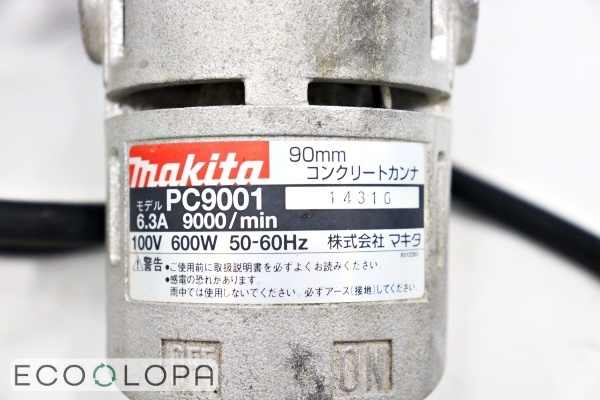 makita
90mm
コンクリートカンナ
モデル PC9001
14316
6.3A 9000/min
100V 600W 50-60Hz 株式会社 マキタ
警告 •ご使用前に取扱説明書を必ずよくお読みください。
•感電の恐れがあります。
雨中では使用しないでください。必ずアース(接地)してください。
OFF ON
ECOOLOPA